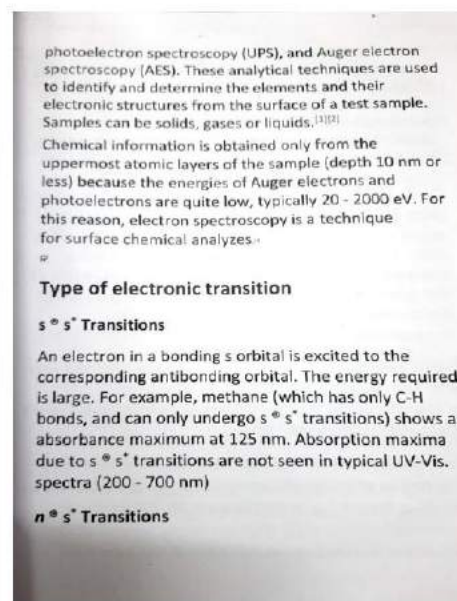 photoelectron spectroscopy (UPS), and Auger electron
spectroscopy (AES). These analytical techniques are used
to identify and determine the elements and their
electronic structures from the surface of a test sample.
Samples can be solids, gases or liquids.[1][2]
Chemical information is obtained only from the
uppermost atomic layers of the sample (depth 10 nm or
less) because the energies of Auger electrons and
photoelectrons are quite low, typically 20 - 2000 eV. For
this reason, electron spectroscopy is a technique
for surface chemical analyzes.
Type of electronic transition
s ® s* Transitions
An electron in a bonding s orbital is excited to the
corresponding antibonding orbital. The energy required
is large. For example, methane (which has only C-H
bonds, and can only undergo s ® s* transitions) shows a
absorbance maximum at 125 nm. Absorption maxima
due to s ® s* transitions are not seen in typical UV-Vis.
spectra (200 - 700 nm)
n ® s* Transitions